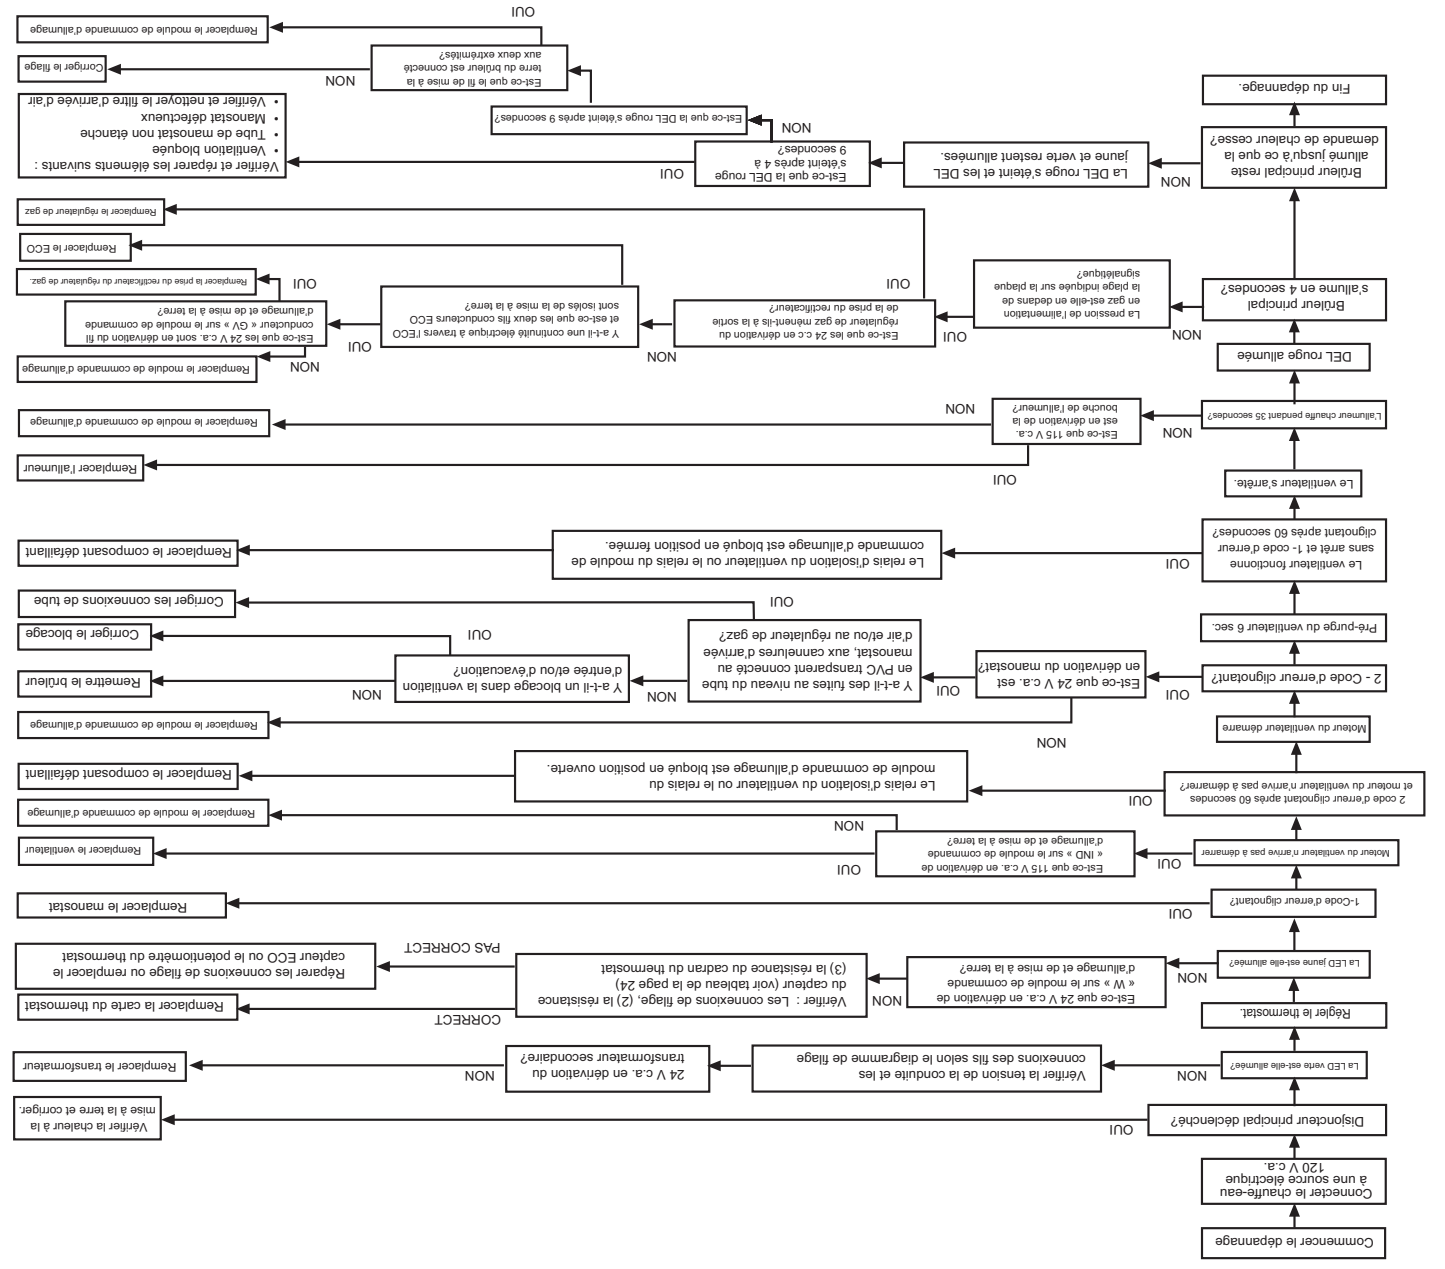 Commencer le dépannage
Connecter le chauffe-eau
à une source électrique
120 V c.a.
Disjoncteur principal déclenché?
OUI
Vérifier la chaleur à la
mise à la terre et corriger.
La LED verte est-elle allumée?
NON
Vérifier la tension de la conduite et les
connexions des fils selon le diagramme de filage
24 V c.a. en dérivation du
transformateur secondaire?
NON
Remplacer le transformateur
Régler le thermostat.
La LED jaune est-elle allumée?
NON
Est-ce que 24 V c.a. en dérivation de
« W » sur le module de commande
d'allumage et de mise à la terre?
NON
Vérifier : Les connexions de filage, (2) la résistance
du capteur (voir tableau de la page 24)
(3) la résistance du cadran du thermostat
CORRECT
Remplacer la carte du thermostat
PAS CORRECT
Réparer les connexions de filage ou remplacer le
capteur ECO ou le potentiomètre du thermostat
1-Code d'erreur clignotant?
OUI
Remplacer le manostat
Moteur du ventilateur n'arrive pas à démarrer
OUI
Est-ce que 115 V c.a. en dérivation de
« IND » sur le module de commande
d'allumage et de mise à la terre?
OUI
Remplacer le ventilateur
NON
Remplacer le module de commande d'allumage
2 code d'erreur clignotant après 60 secondes
et moteur du ventilateur n'arrive pas à démarrer?
OUI
Le relais d'isolation du ventilateur ou le relais du
module de commande d'allumage est bloqué en position ouverte.
Remplacer le composant défaillant
Moteur du ventilateur démarre
2 - Code d'erreur clignotant?
OUI
Est-ce que 24 V c.a. est
en dérivation du manostat?
NON
Remplacer le module de commande d'allumage
OUI
Y a-t-il des fuites au niveau du tube
en PVC transparent connecté au
manostat, aux cannelures d'arrivée
d'air et/ou au régulateur de gaz?
NON
Y a-t-il un blocage dans la ventilation
d'entrée et/ou d'évacuation?
NON
Remettre le brûleur
OUI
Corriger le blocage
OUI
Corriger les connexions de tube
Pré-purge du ventilateur 6 sec.
Le ventilateur fonctionne
sans arrêt et 1- code d'erreur
clignotant après 60 secondes?
OUI
Le relais d'isolation du ventilateur ou le relais du module de
commande d'allumage est bloqué en position fermée.
Remplacer le composant défaillant
Le ventilateur s'arrête.
L'allumeur chauffe pendant 35 secondes?
NON
Est-ce que 115 V c.a.
est en dérivation de la
bouche de l'allumeur?
OUI
Remplacer l'allumeur
NON
Remplacer le module de commande d'allumage
DEL rouge allumée
Brûleur principal
s'allume en 4 secondes?
NON
La pression de l'alimentation
en gaz est-elle en dedans de
la plage indiquée sur la plaque
signalétique?
OUI
Est-ce que les 24 c.c.en dérivation du
régulateur de gaz mènent-ils à la sortie
de la prise du rectificateur?
NON
Y a-t-il une continuité électrique à travers l'ECO
et est-ce que les deux fils conducteurs ECO
sont isolés de la mise à la terre?
OUI
Est-ce que les 24 V c.a. sont en dérivation du fil
conducteur « GV » sur le module de commande
d'allumage et de mise à la terre?
NON
Remplacer le module de commande d'allumage
OUI
Remplacer la prise du rectificateur du régulateur de gaz.
Remplacer le ECO
OUI
Remplacer le régulateur de gaz
Brûleur principal reste
allumé jusqu'à ce que la
demande de chaleur cesse?
NON
La DEL rouge s'éteint et les DEL
jaune et verte restent allumées.
Est-ce que la DEL rouge
s'éteint après 4 à
9 secondes?
OUI
Vérifier et réparer les éléments suivants :
• Ventilation bloquée
• Tube de manostat non étanche
• Manostat défectueux
• Vérifier et nettoyer le filtre d'arrivée d'air
NON
Est-ce que la DEL rouge s'éteint après 9 secondes?
Est-ce que le fil de mise à la
terre du brûleur est connecté
aux deux extrémités?
NON
Corriger le filage
OUI
Remplacer le module de commande d'allumage
Fin du dépannage.